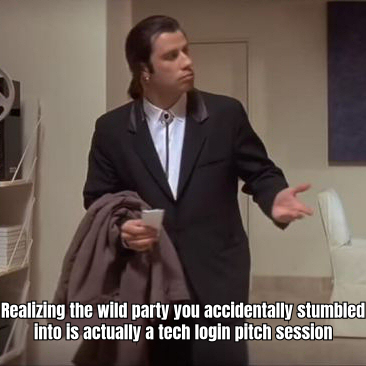 Realizing the wild party you accidentally stumbled
into is actually a tech login pitch session